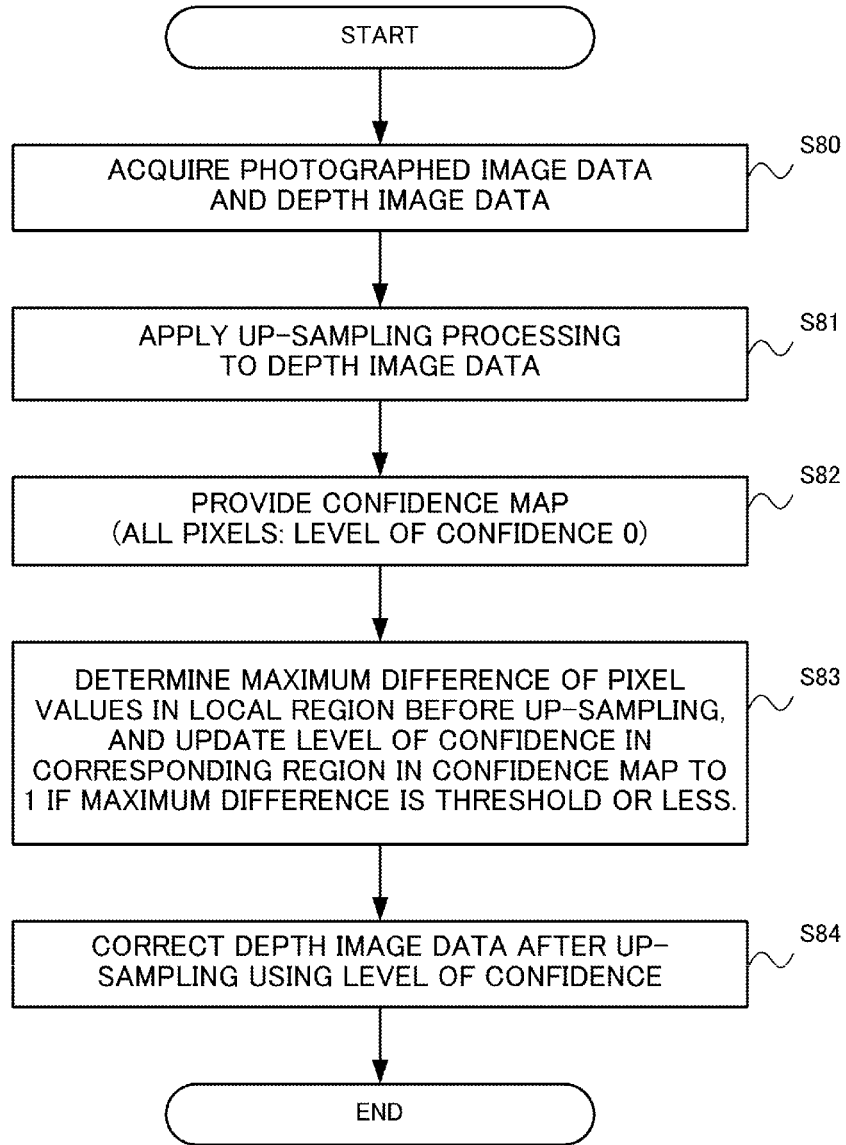 START
S80
ACQUIRE PHOTOGRAPHED IMAGE DATA
AND DEPTH IMAGE DATA
S81
APPLY UP-SAMPLING PROCESSING
TO DEPTH IMAGE DATA
S82
PROVIDE CONFIDENCE MAP
(ALL PIXELS: LEVEL OF CONFIDENCE 0)
S83
DETERMINE MAXIMUM DIFFERENCE OF PIXEL
VALUES IN LOCAL REGION BEFORE UP-SAMPLING,
AND UPDATE LEVEL OF CONFIDENCE IN
CORRESPONDING REGION IN CONFIDENCE MAP TO
1 IF MAXIMUM DIFFERENCE IS THRESHOLD OR LESS.
S84
CORRECT DEPTH IMAGE DATA AFTER UP-
SAMPLING USING LEVEL OF CONFIDENCE
END